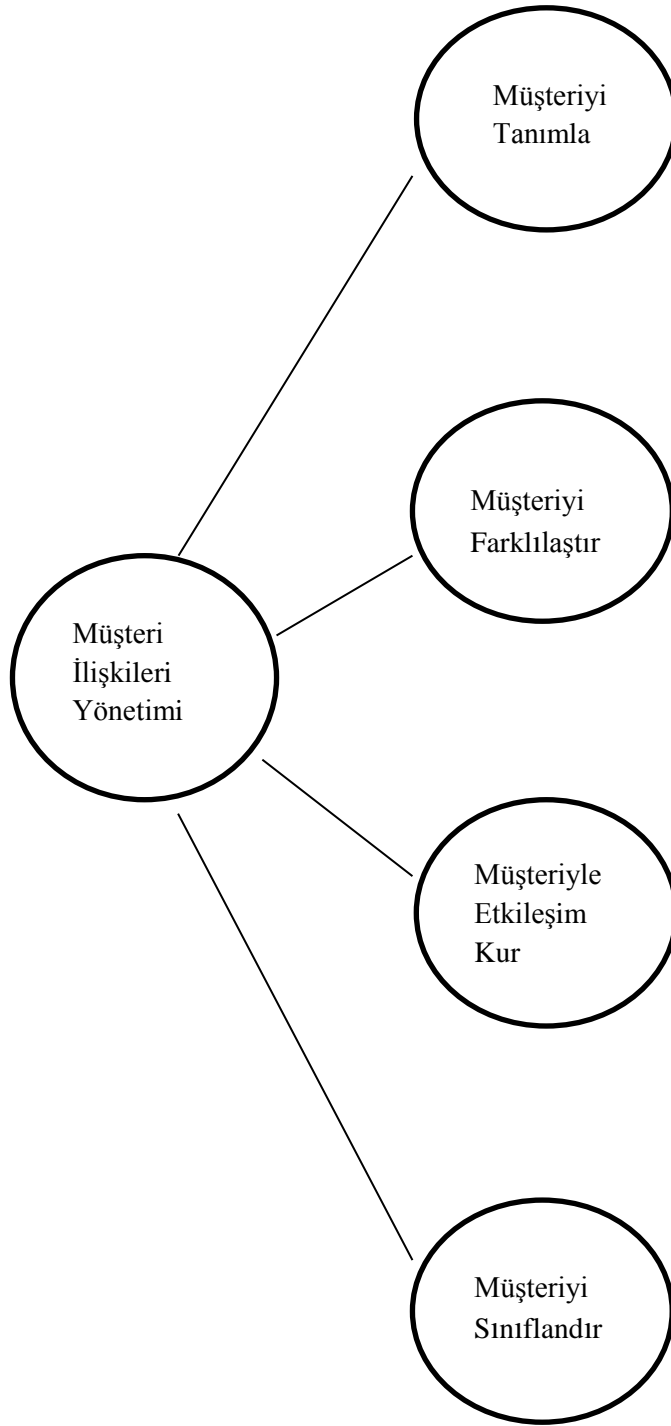 Müşteriyi
Tanımla
Müşteriyi
Farklılaştır
Müşteri
İlişkileri
Yönetimi
Müşteriyle
Etkileşim
Kur
Müşteriyi
Sınıflandır